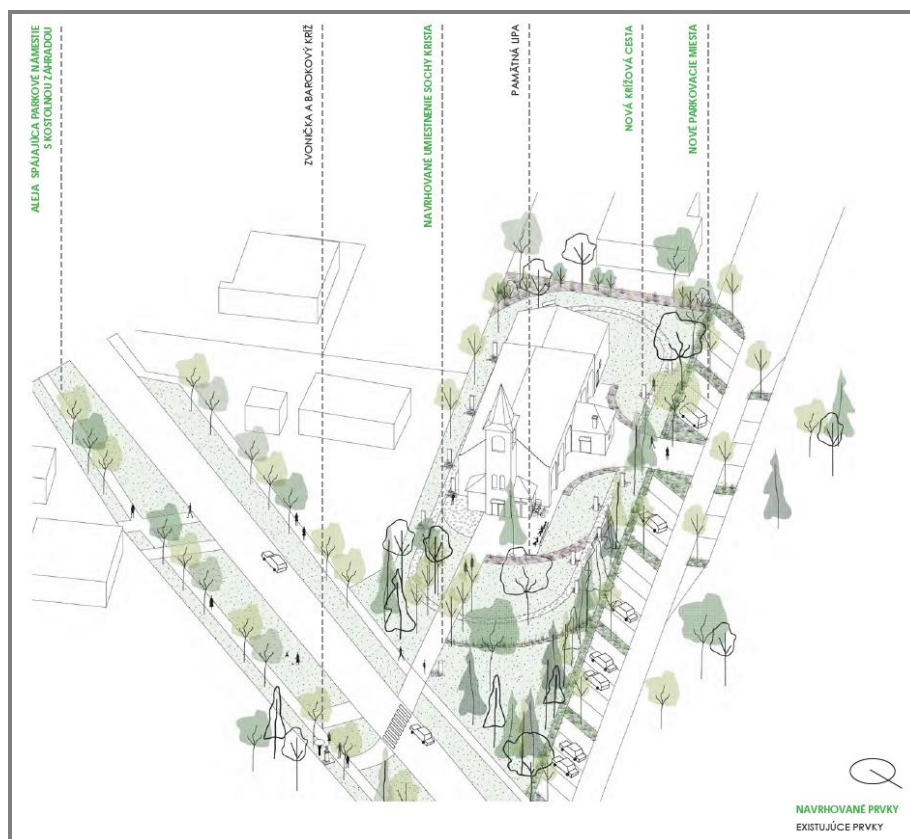 ALEJA SPÁJAJÚCA PARKOVÉ NÁMESTIE
S KOSTOLNOU ZÁHRADOU
ZVONIČKA A BAROKOVÝ KRÍŽ
NAVRHOVANÉ UMIESTNENIE SOCHY KRISTA
PAMÄTNÁ LIPA
NOVÁ KRÍŽOVÁ CESTA
NOVÉ PARKOVACIE MIESTA
NAVRHOVANÉ PRVKY
EXISTUJÚCE PRVKY